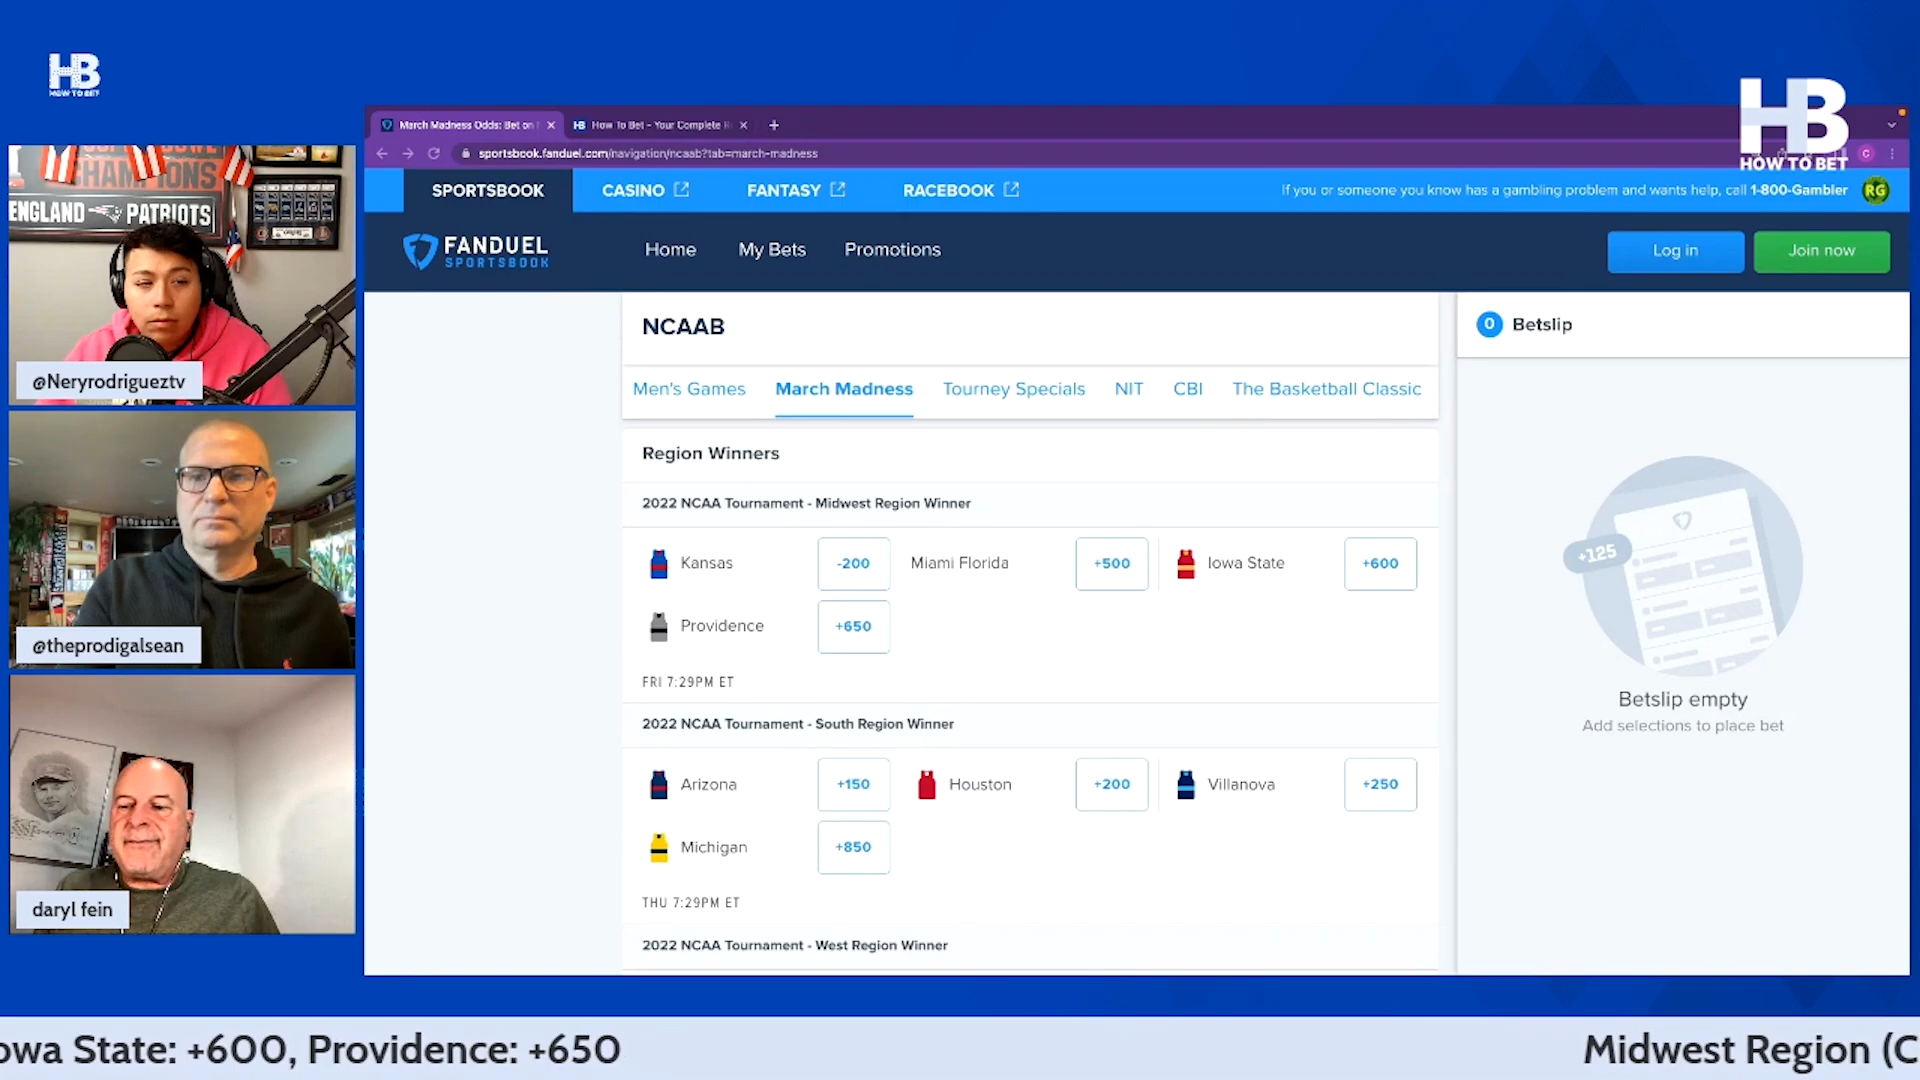 HB
HOW TO BET
HB
HOW TO BET
March Madness Odds: Bet on
How To Bet - Your Complete
sportsbook.fanduel.com/navigation/ncaab?tab=march-madness
SPORTSBOOK
CASINO
FANTASY
RACEBOOK
If you or someone you know has a gambling problem and wants help, call 1-800-Gambler
RG
FANDUEL
SPORTSBOOK
Home
My Bets
Promotions
Log in
Join now
CHAMPIONS
ENGLAND PATRIOTS
@Neryrodrigueztv
@theprodigalsean
daryl fein
NCAAB
Men's Games
March Madness
Tourney Specials
NIT
CBI
The Basketball Classic
Region Winners
2022 NCAA Tournament - Midwest Region Winner
Kansas -200 Miami Florida +500 Iowa State +600
Providence +650
FRI 7:29PM ET
2022 NCAA Tournament - South Region Winner
Arizona +150 Houston +200 Villanova +250
Michigan +850
THU 7:29PM ET
2022 NCAA Tournament - West Region Winner
0 Betslip
+125
Betslip empty
Add selections to place bet
owa State: +600, Providence: +650
Midwest Region (C